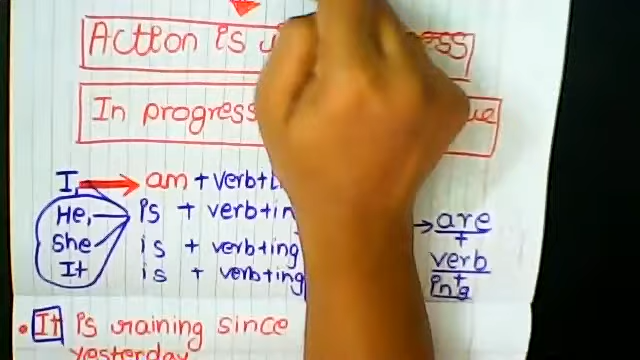 Action is
In progress
I, am + verb+
He, is + verb+in
She is + verb+ing
It is + verb+ing
are
+
verb
+
ing
• It is raining since
yesterday